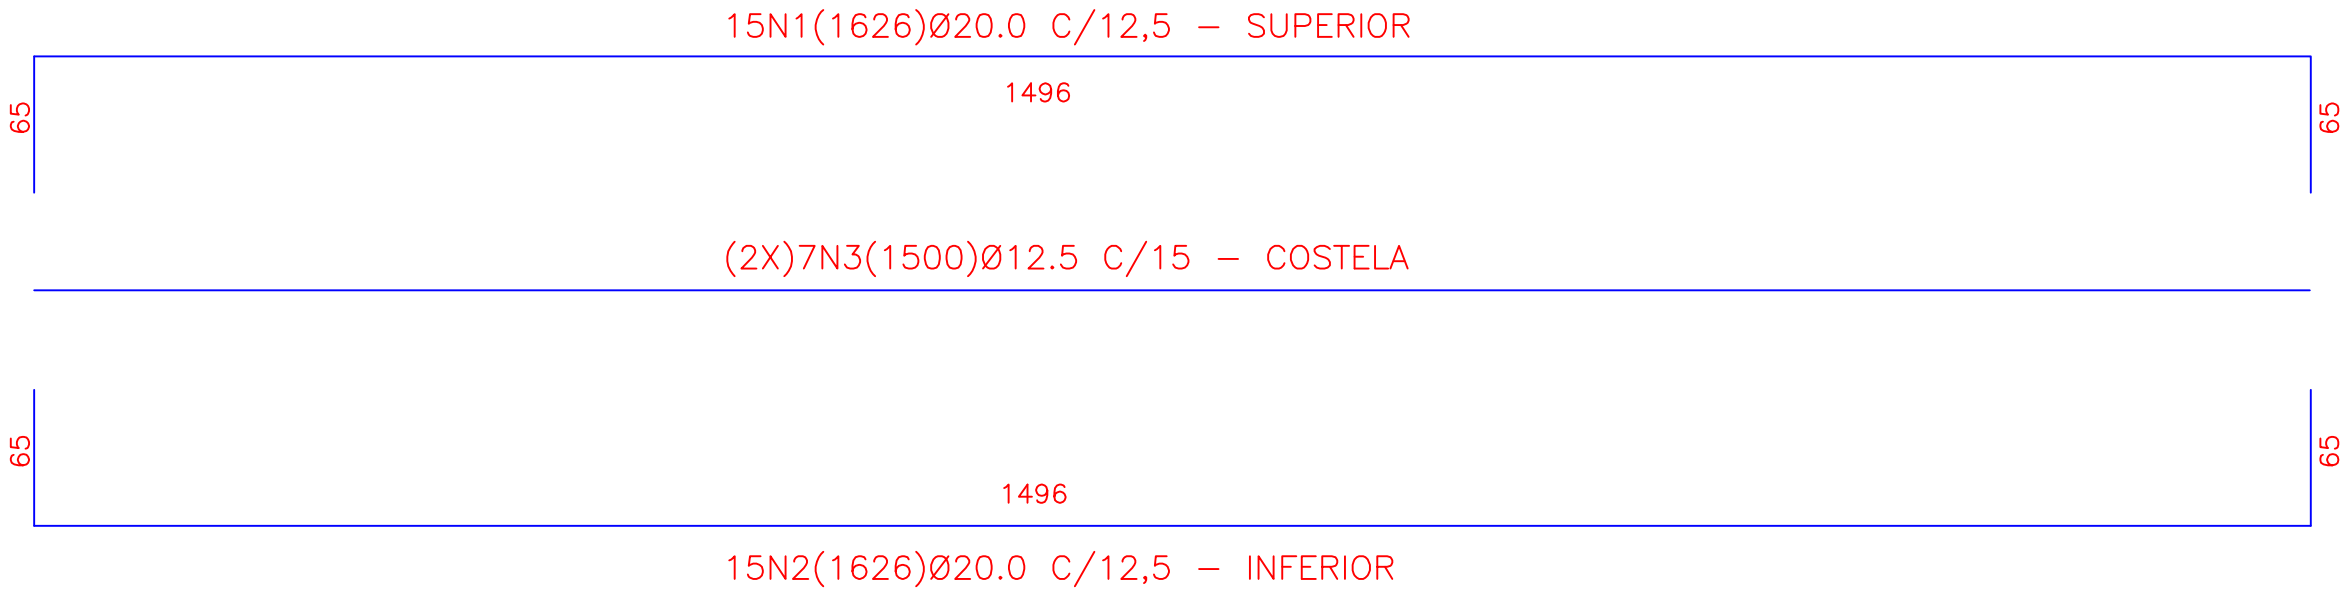 15N1(1626)Ø20.0 C/12,5 — SUPERIOR
1496
65
65
(2X)7N3(1500)Ø12.5 C/15 — COSTELA
65
65
1496
15N2(1626)Ø20.0 C/12,5 — INFERIOR